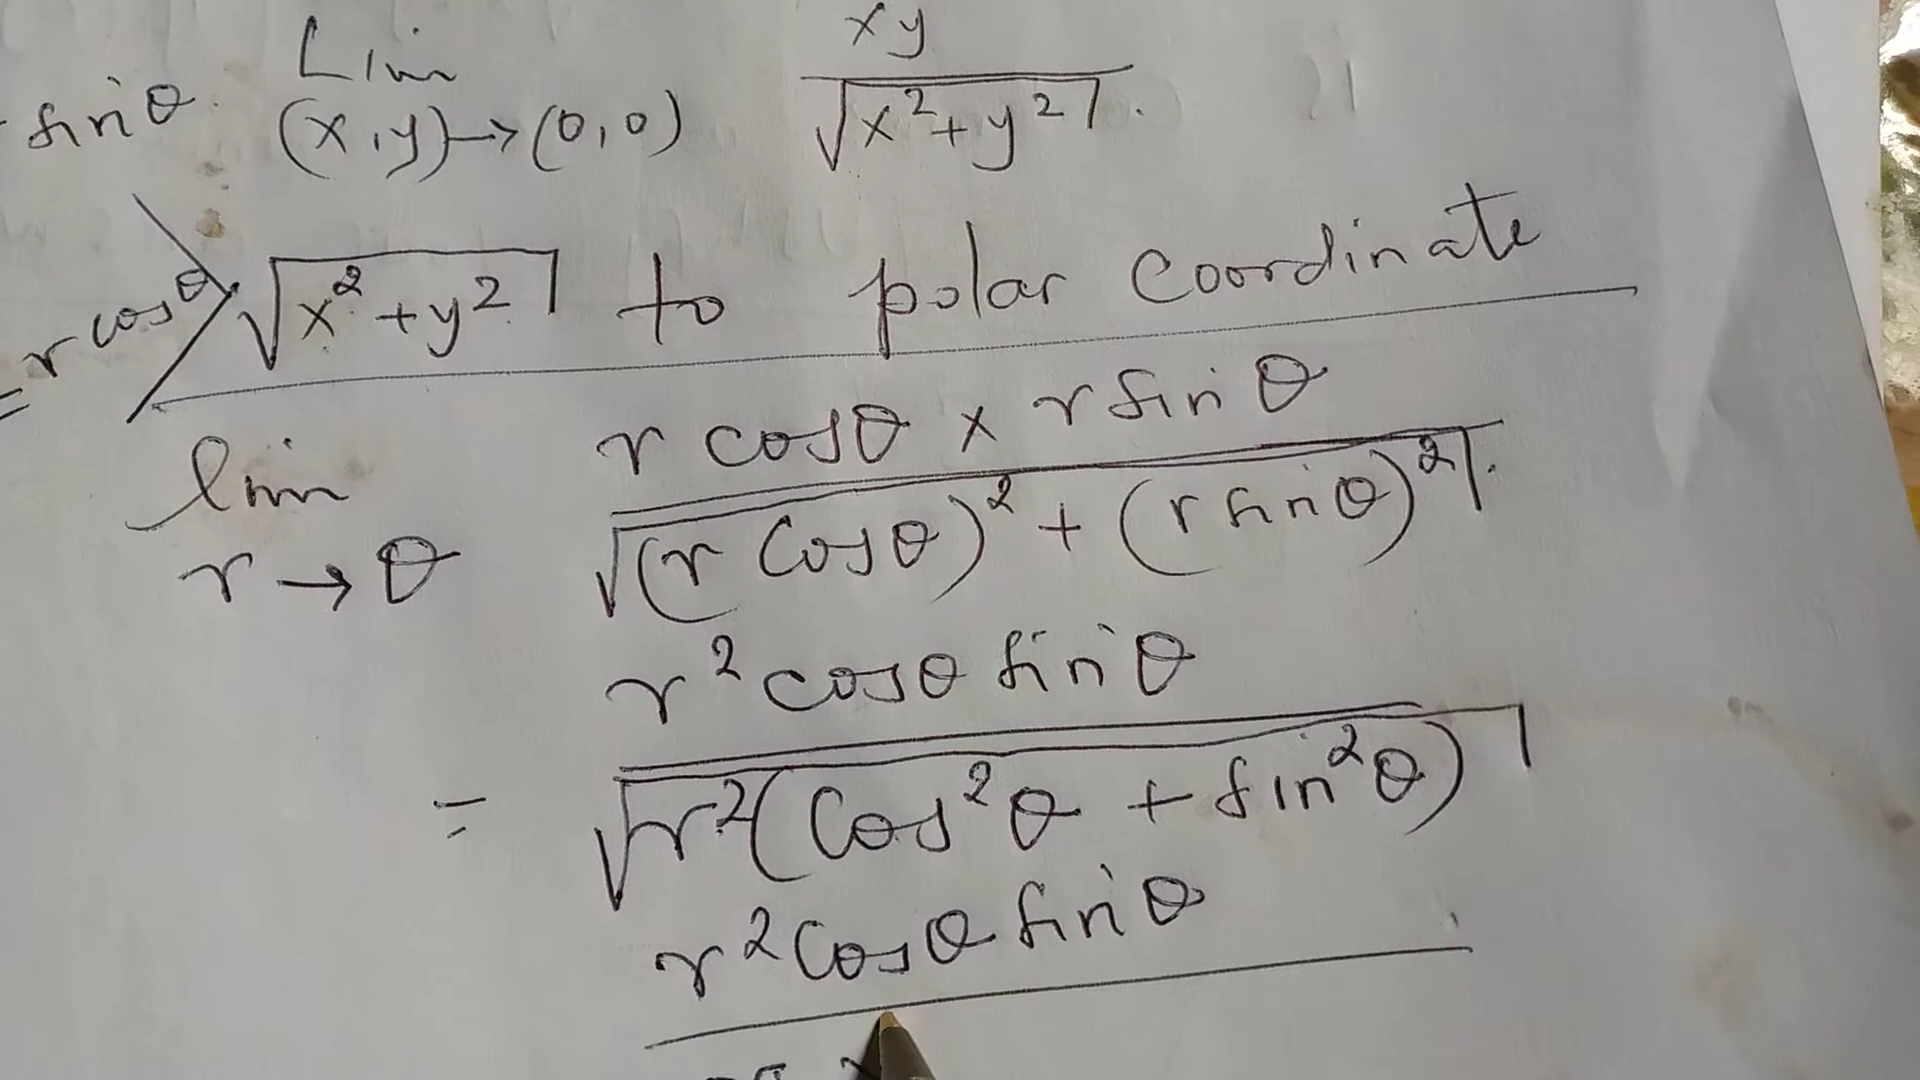 Lim xy
sinθ. (x,y)→(0,0) √x²+y².
=r cosθ √x²+y² to polar coordinate
lim r cosθ × r sinθ
r → θ √(r cosθ)²+(r sinθ)².
r² cosθ sinθ
= √r²(cos²θ + sin²θ)
r² cosθ sinθ